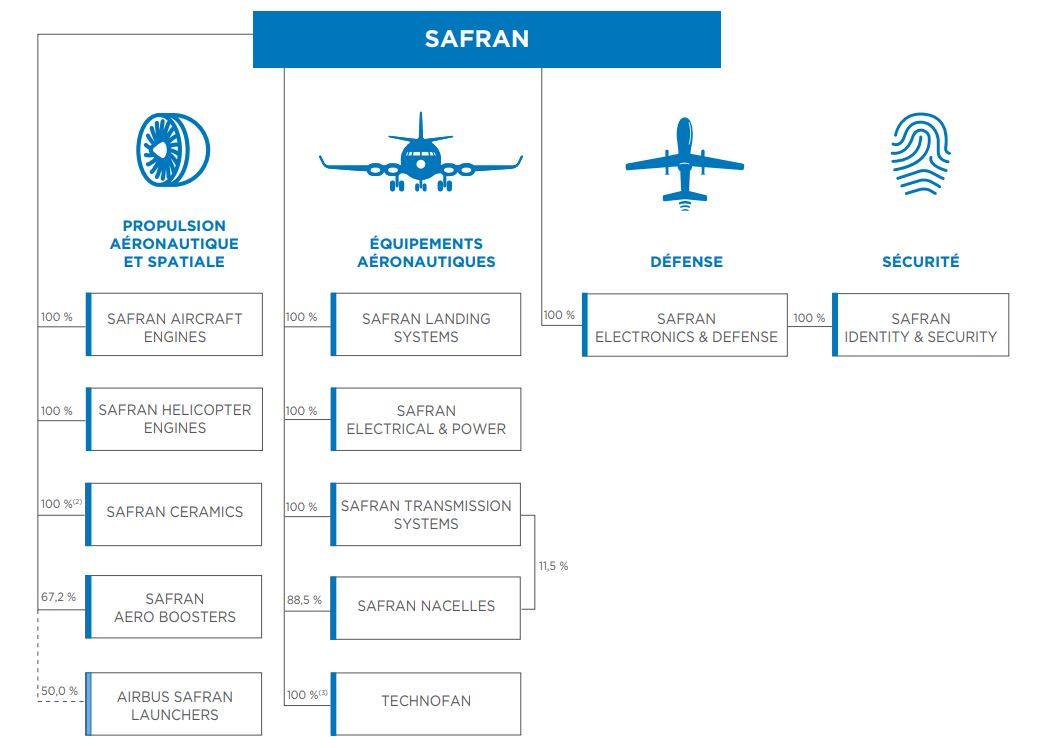 SAFRAN
PROPULSION
AÉRONAUTIQUE
ET SPATIALE
100 %
SAFRAN AIRCRAFT
ENGINES
100 %
SAFRAN HELICOPTER
ENGINES
100 %(2)
SAFRAN CERAMICS
67,2 %
SAFRAN
AERO BOOSTERS
50,0 %
AIRBUS SAFRAN
LAUNCHERS
ÉQUIPEMENTS
AÉRONAUTIQUES
100 %
SAFRAN LANDING
SYSTEMS
100 %
SAFRAN
ELECTRICAL & POWER
100 %
SAFRAN TRANSMISSION
SYSTEMS
11,5 %
88,5 %
SAFRAN NACELLES
100 %(3)
TECHNOFAN
DÉFENSE
100 %
SAFRAN
ELECTRONICS & DEFENSE
SÉCURITÉ
100 %
SAFRAN
IDENTITY & SECURITY